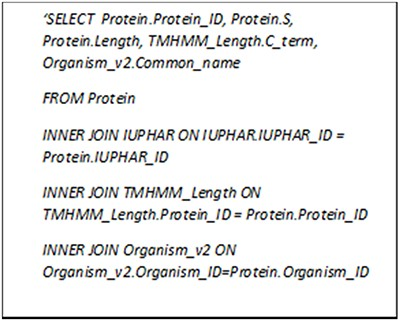 ‘SELECT Protein.Protein_ID, Protein.S,
Protein.Length, TMHMM_Length.C_term,
Organism_v2.Common_name
FROM Protein
INNER JOIN IUPHAR ON IUPHAR.IUPHAR_ID =
Protein.IUPHAR_ID
INNER JOIN TMHMM_Length ON
TMHMM_Length.Protein_ID = Protein.Protein_ID
INNER JOIN Organism_v2 ON
Organism_v2.Organism_ID=Protein.Organism_ID